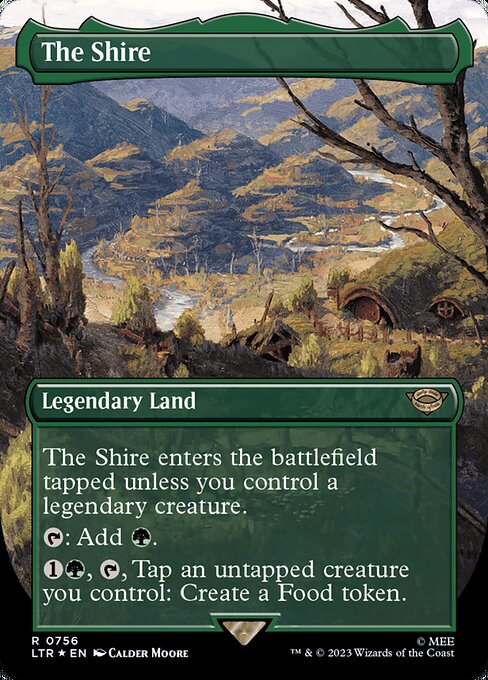 The Shire
Legendary Land
The Shire enters the battlefield
tapped unless you control a
legendary creature.
: Add .
1, , Tap an untapped creature
you control: Create a Food token.
R 0756
LTR ★ EN Calder Moore
© MEE
™ & © 2023 Wizards of the Coast